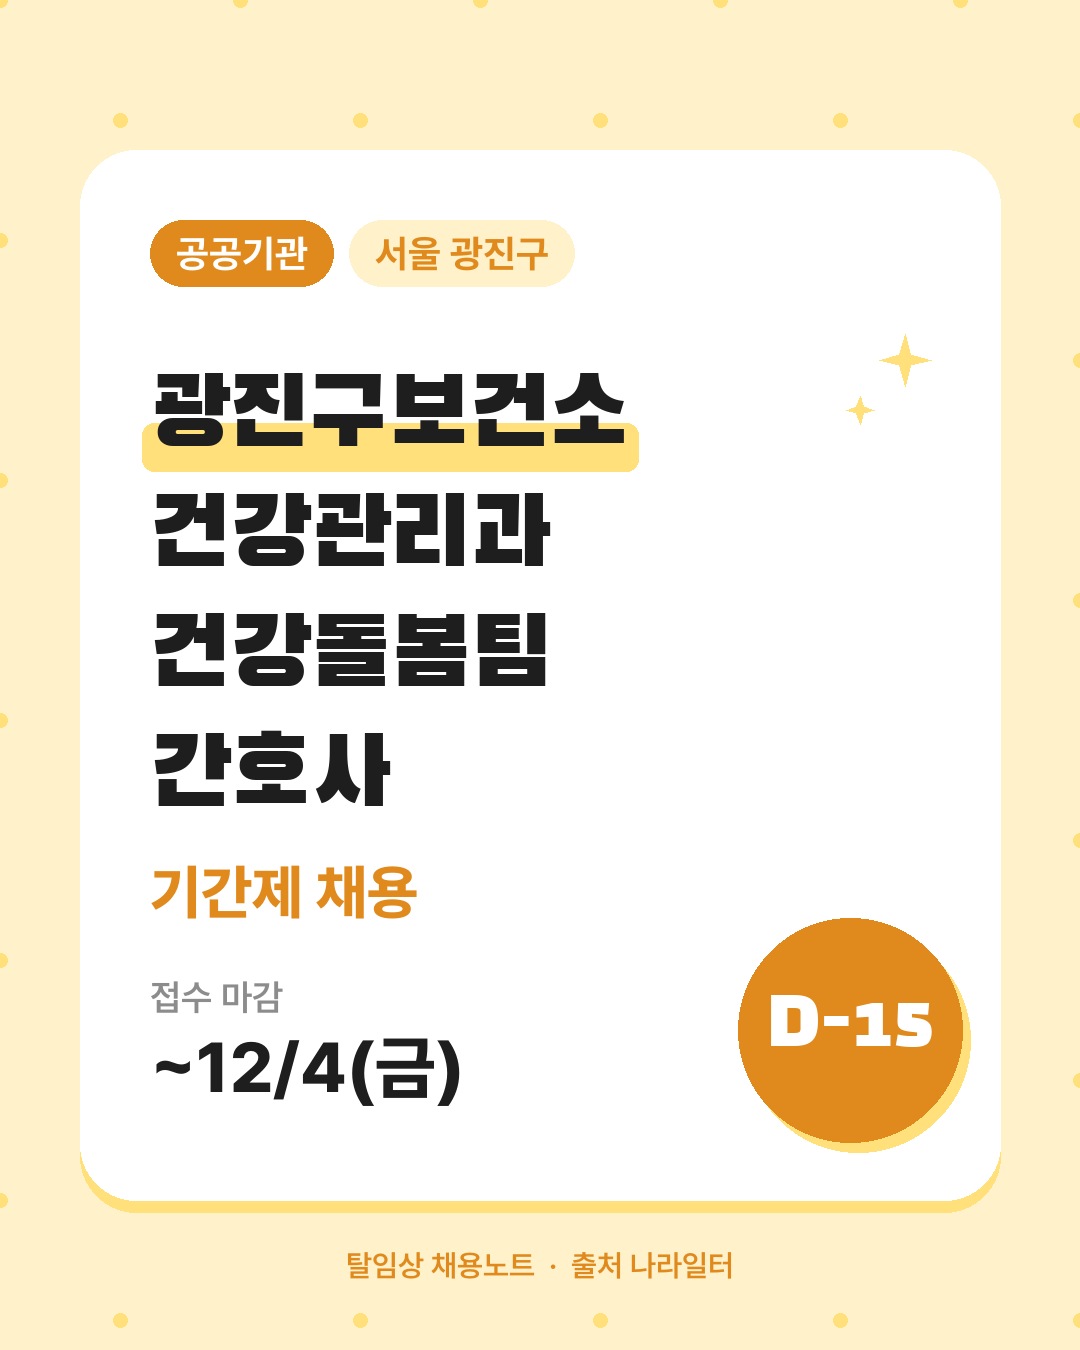 공공기관 서울 광진구
광진구보건소
건강관리과
건강돌봄팀
간호사
기간제 채용
접수 마감
~12/4(금)
D-15
탈임상 채용노트 · 출처 나라일터